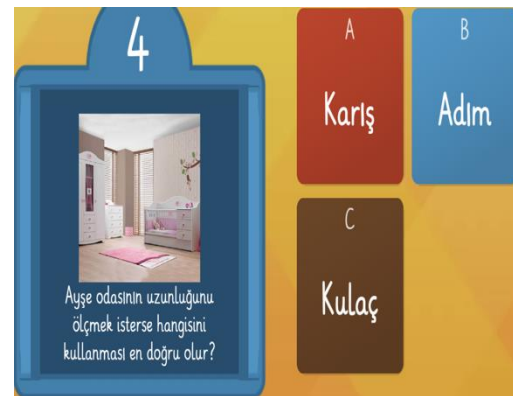 4
Ayşe odasının uzunluğunu
ölçmek isterse hangisini
kullanması en doğru olur?
A
Karış
B
Adım
C
Kulaç